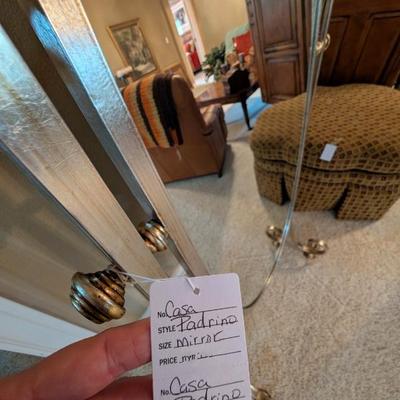 No. Casa
STYLE Padrino
SIZE Mirror
PRICE
No. Casa
Padrino